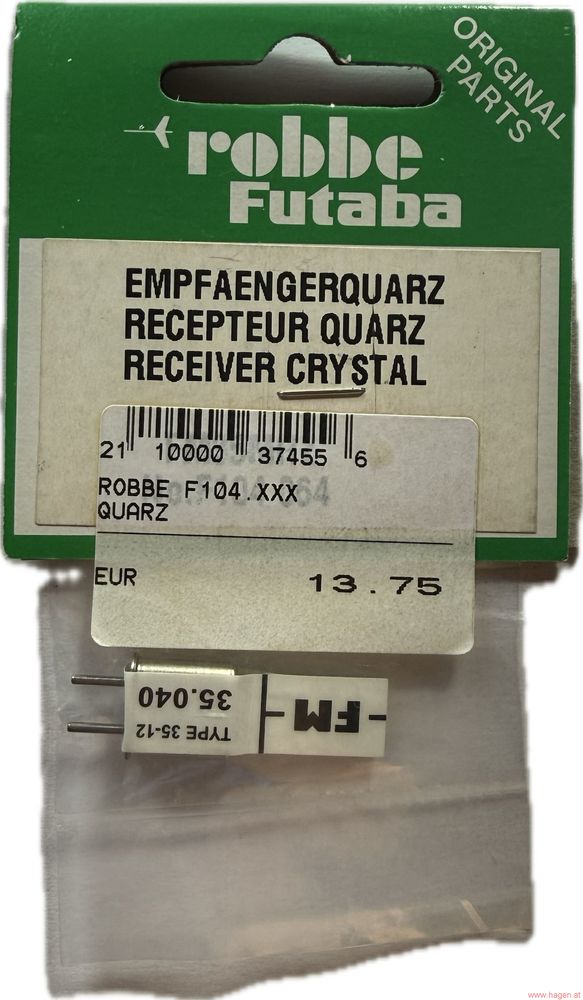 ORIGINAL
PARTS
robbe
Futaba
EMPFAENGERQUARZ
RECEPTEUR QUARZ
RECEIVER CRYSTAL
21 10000 37455 6
ROBBE F104.XXX
QUARZ
EUR 13.75
35.040
TYPE 35-12
-FM-
www.hagen.at